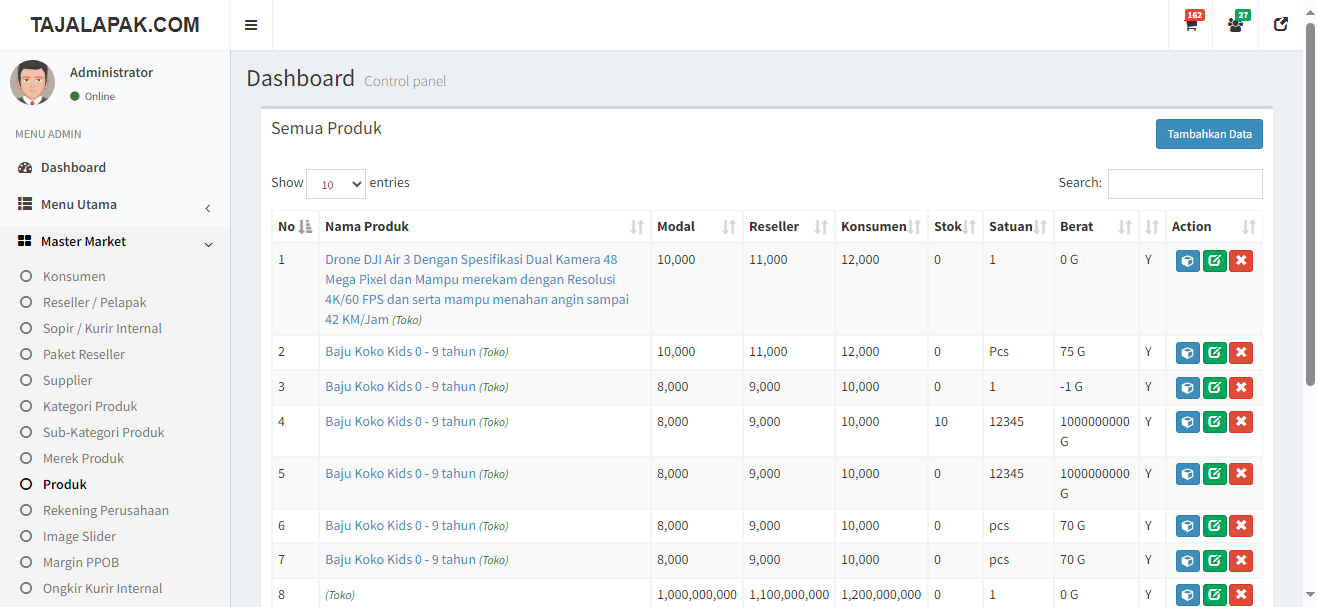 TAJALAPAK.COM
162
27
Administrator
Online
MENU ADMIN
Dashboard
Menu Utama
Master Market
Konsumen
Reseller / Pelapak
Sopir / Kurir Internal
Paket Reseller
Supplier
Kategori Produk
Sub-Kategori Produk
Merek Produk
Produk
Rekening Perusahaan
Image Slider
Margin PPOB
Ongkir Kurir Internal
Dashboard Control panel
Semua Produk
Tambahkan Data
Show 10 entries
Search:
No Nama Produk Modal Reseller Konsumen Stok Satuan Berat Action
1 Drone DJI Air 3 Dengan Spesifikasi Dual Kamera 48 10,000 11,000 12,000 0 1 0 G Y
Mega Pixel dan Mampu merekam dengan Resolusi
4K/60 FPS dan serta mampu menahan angin sampai
42 KM/Jam (Toko)
2 Baju Koko Kids 0 - 9 tahun (Toko) 10,000 11,000 12,000 0 Pcs 75 G Y
3 Baju Koko Kids 0 - 9 tahun (Toko) 8,000 9,000 10,000 0 1 -1 G Y
4 Baju Koko Kids 0 - 9 tahun (Toko) 8,000 9,000 10,000 10 12345 1000000000 Y
G
5 Baju Koko Kids 0 - 9 tahun (Toko) 8,000 9,000 10,000 0 12345 1000000000 Y
G
6 Baju Koko Kids 0 - 9 tahun (Toko) 8,000 9,000 10,000 0 pcs 70 G Y
7 Baju Koko Kids 0 - 9 tahun (Toko) 8,000 9,000 10,000 0 pcs 70 G Y
8 (Toko) 1,000,000,000 1,100,000,000 1,200,000,000 0 1 0 G Y